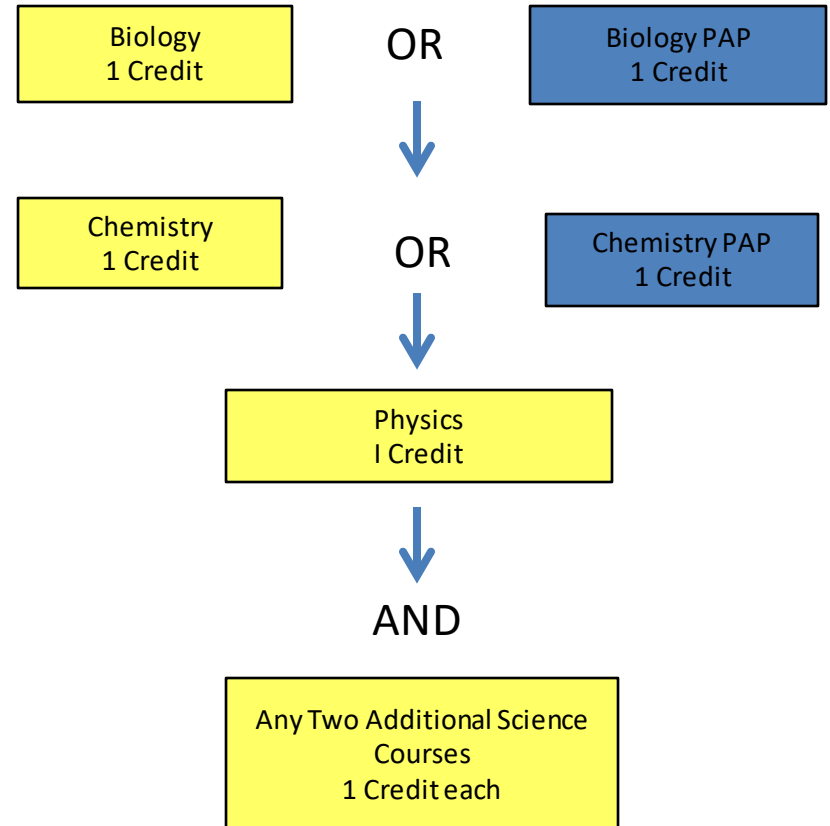 Biology
1 Credit
OR
Biology PAP
1 Credit
Chemistry
1 Credit
OR
Chemistry PAP
1 Credit
Physics
I Credit
AND
Any Two Additional Science
Courses
1 Credit each